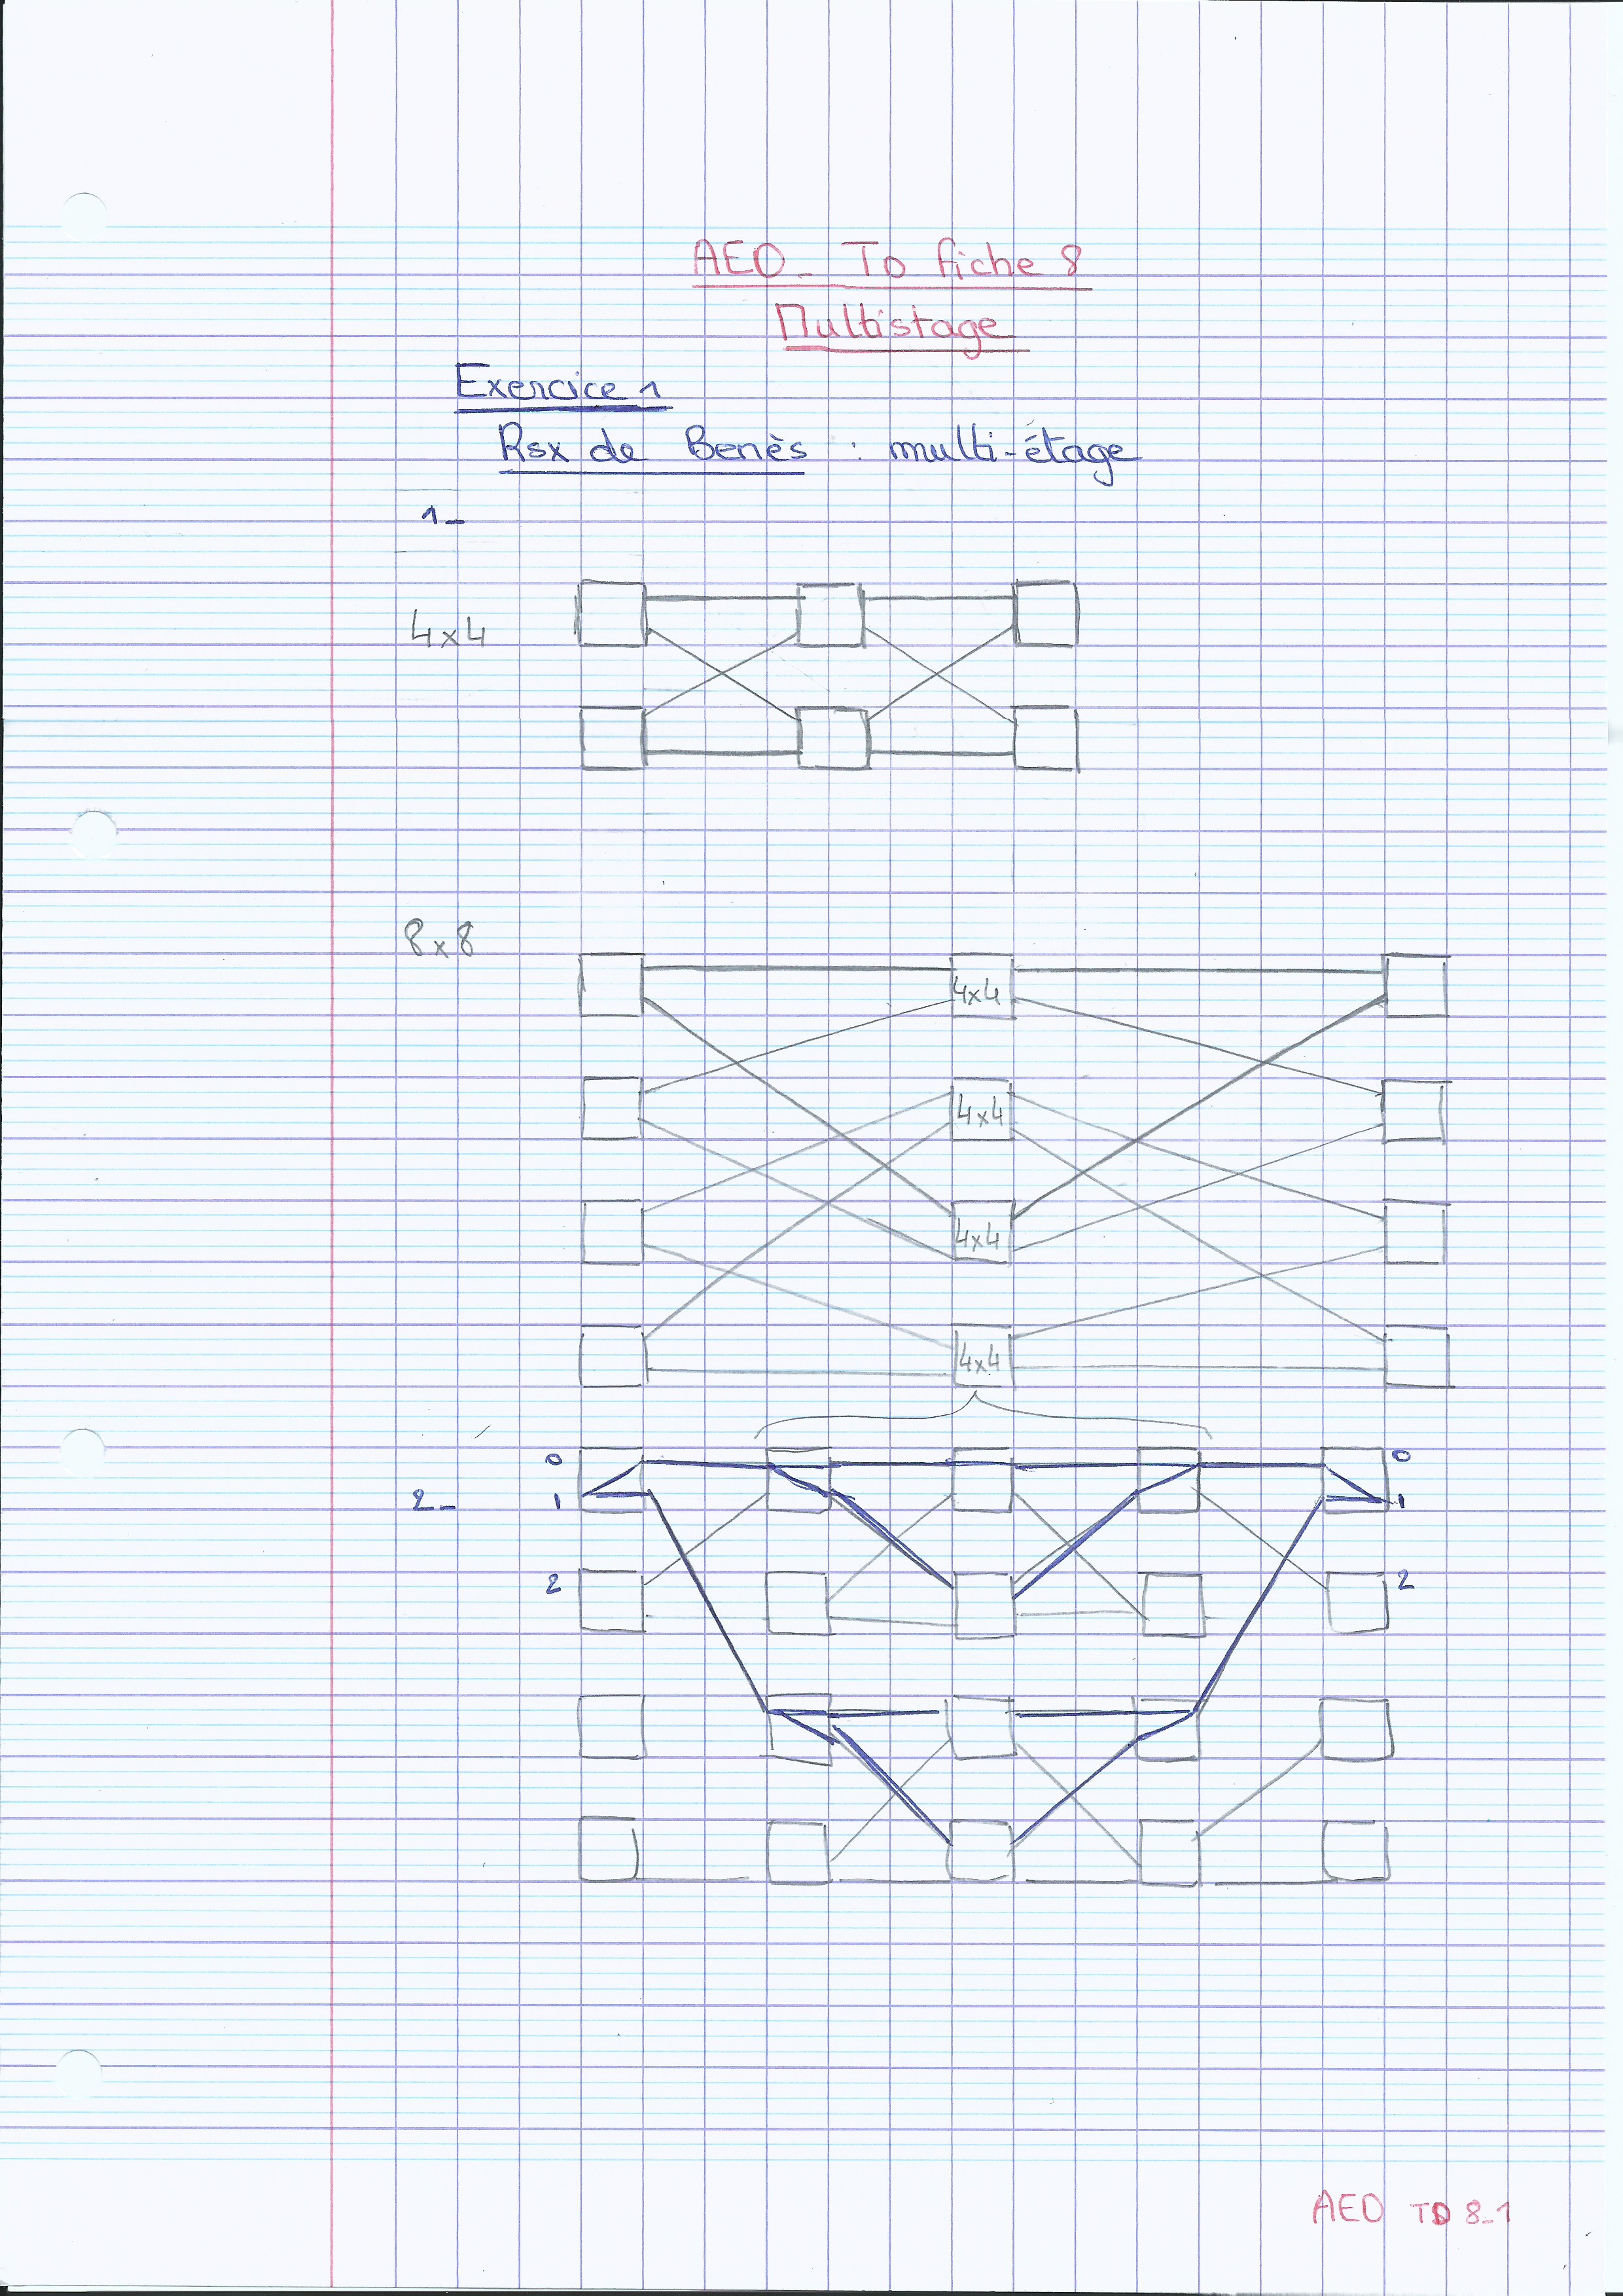 AEO_ TD fiche 8
Multistage
Exercice 1
Rsx de Benès : multi-étage
1_
4x4
8x8
4x4
4x4
4x4
4x4
0 0
2_ 1 1
2 2
AEO TD 8_1